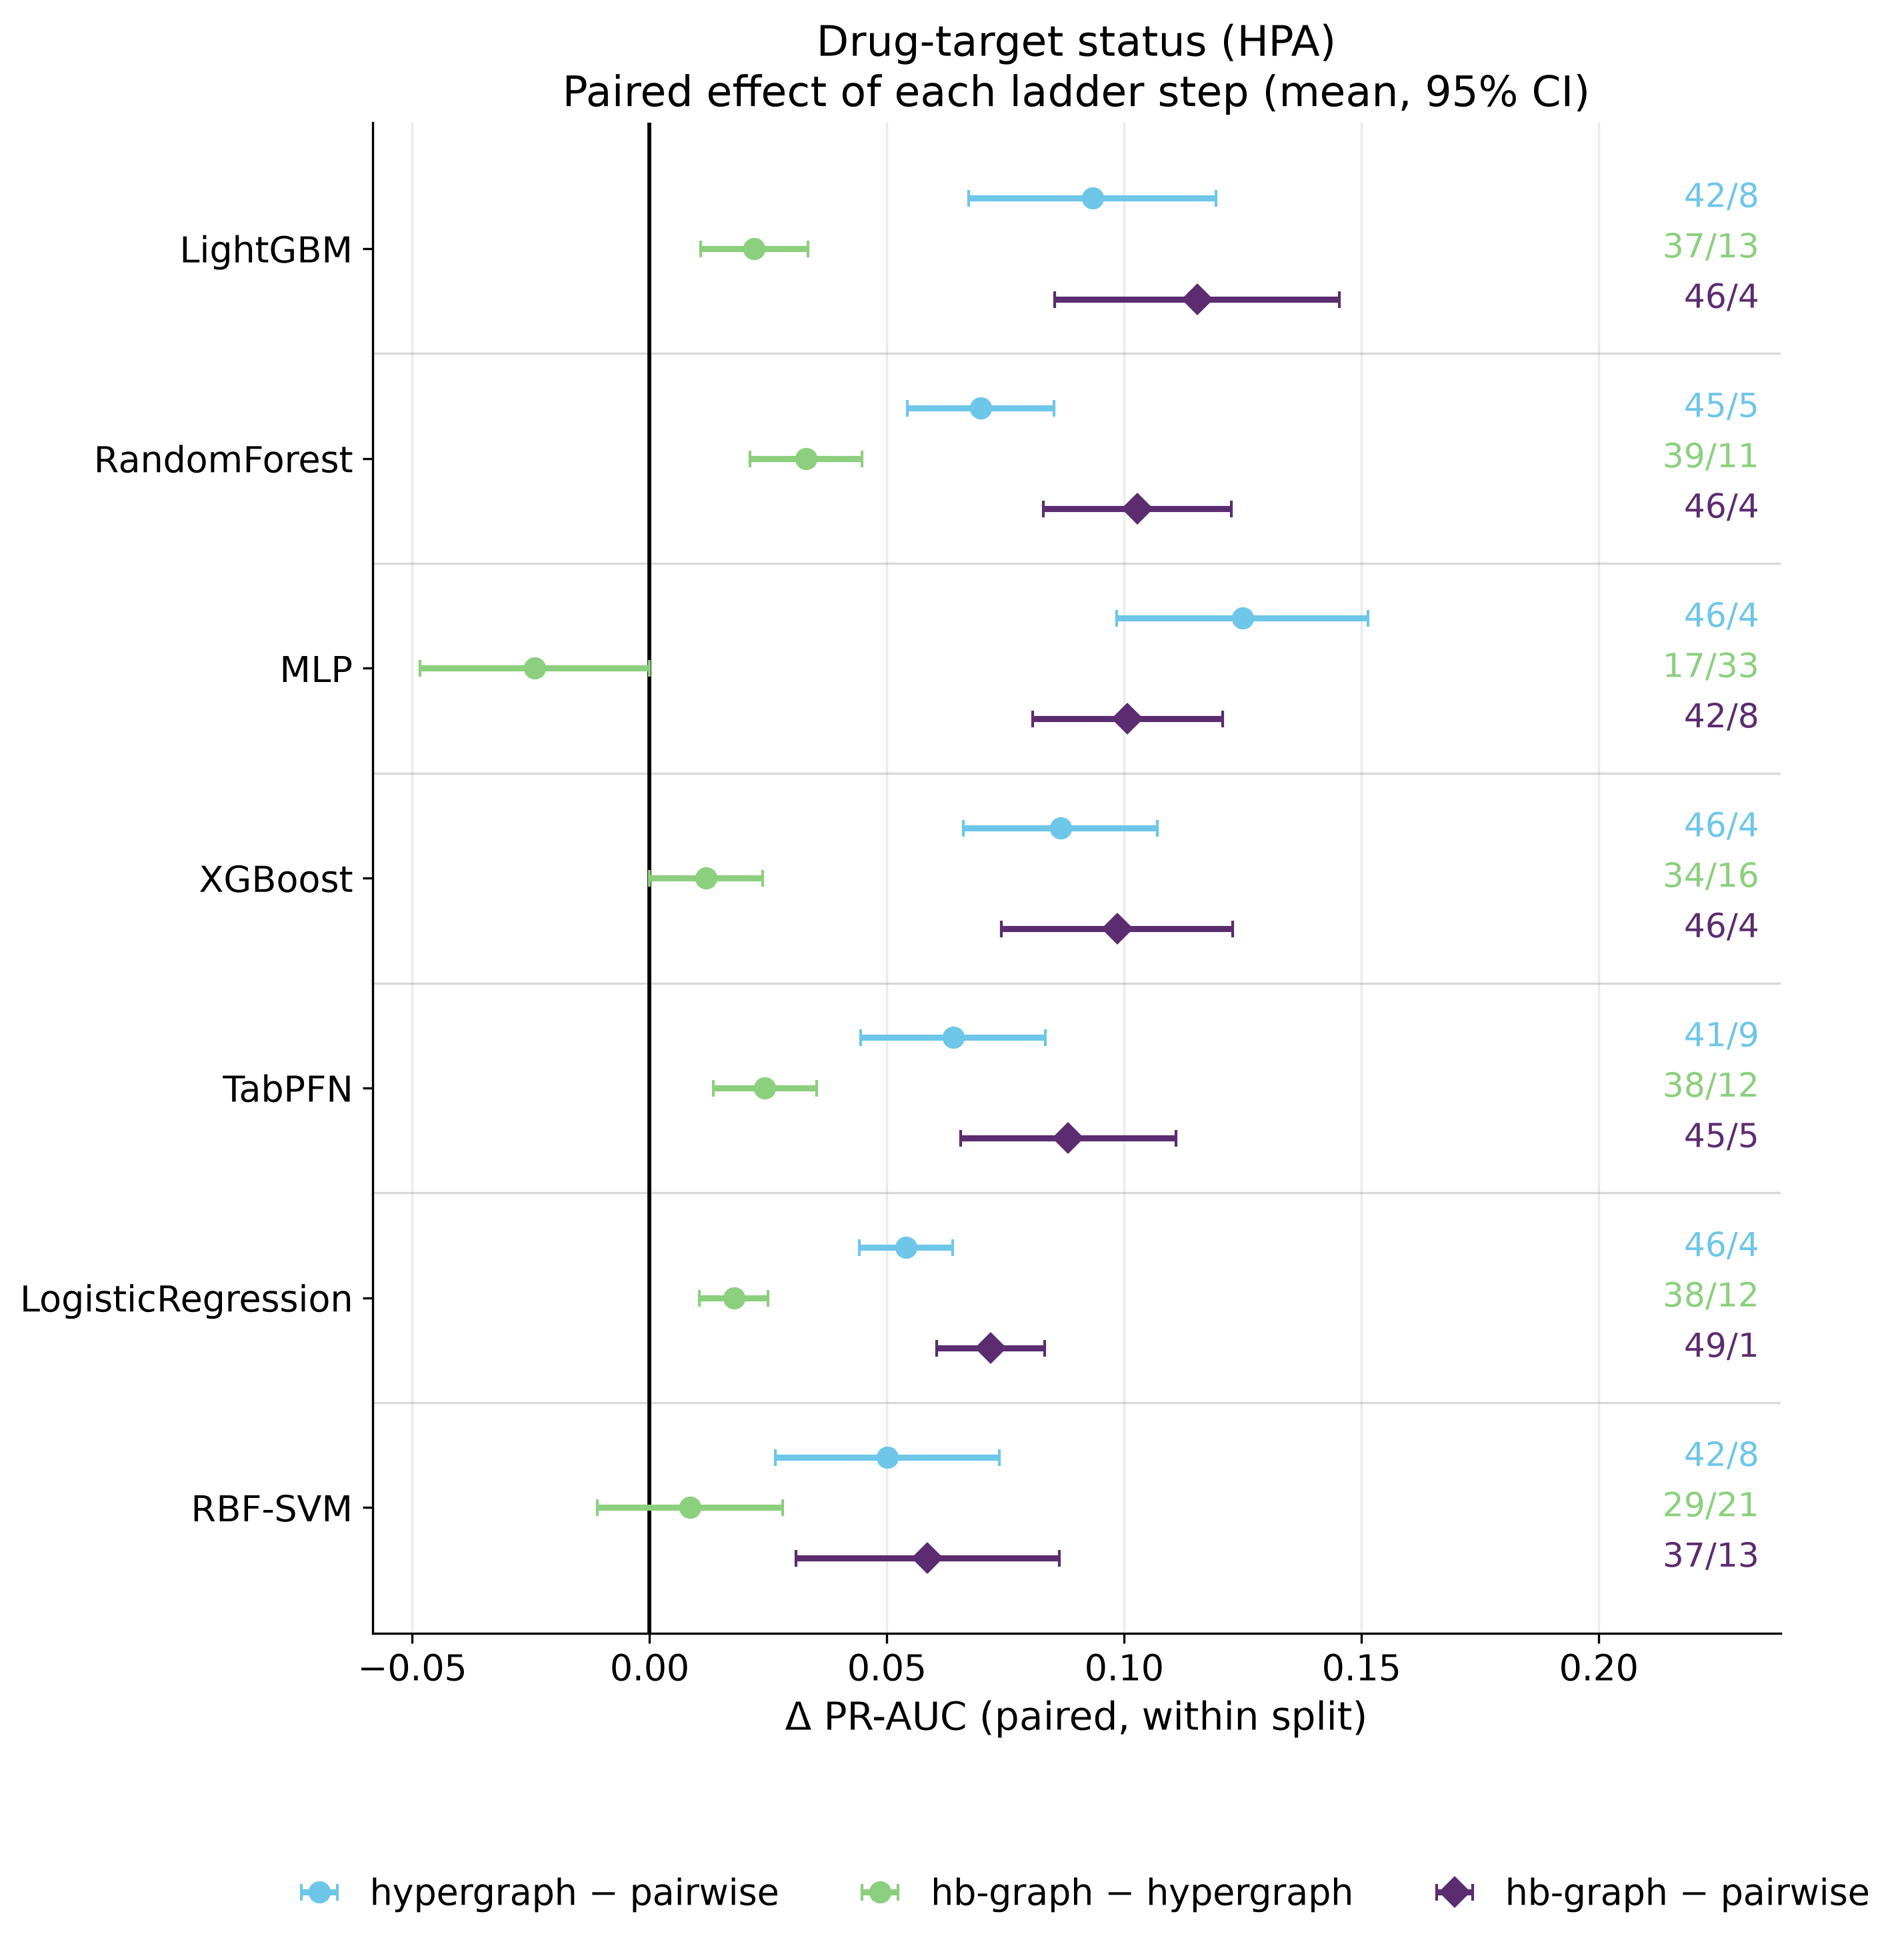 Drug-target status (HPA)
Paired effect of each ladder step (mean, 95% CI)
LightGBM
42/8
37/13
46/4
RandomForest
45/5
39/11
46/4
MLP
46/4
17/33
42/8
XGBoost
46/4
34/16
46/4
TabPFN
41/9
38/12
45/5
LogisticRegression
46/4
38/12
49/1
RBF-SVM
42/8
29/21
37/13
−0.05 0.00 0.05 0.10 0.15 0.20
Δ PR-AUC (paired, within split)
hypergraph − pairwise hb-graph − hypergraph hb-graph − pairwise